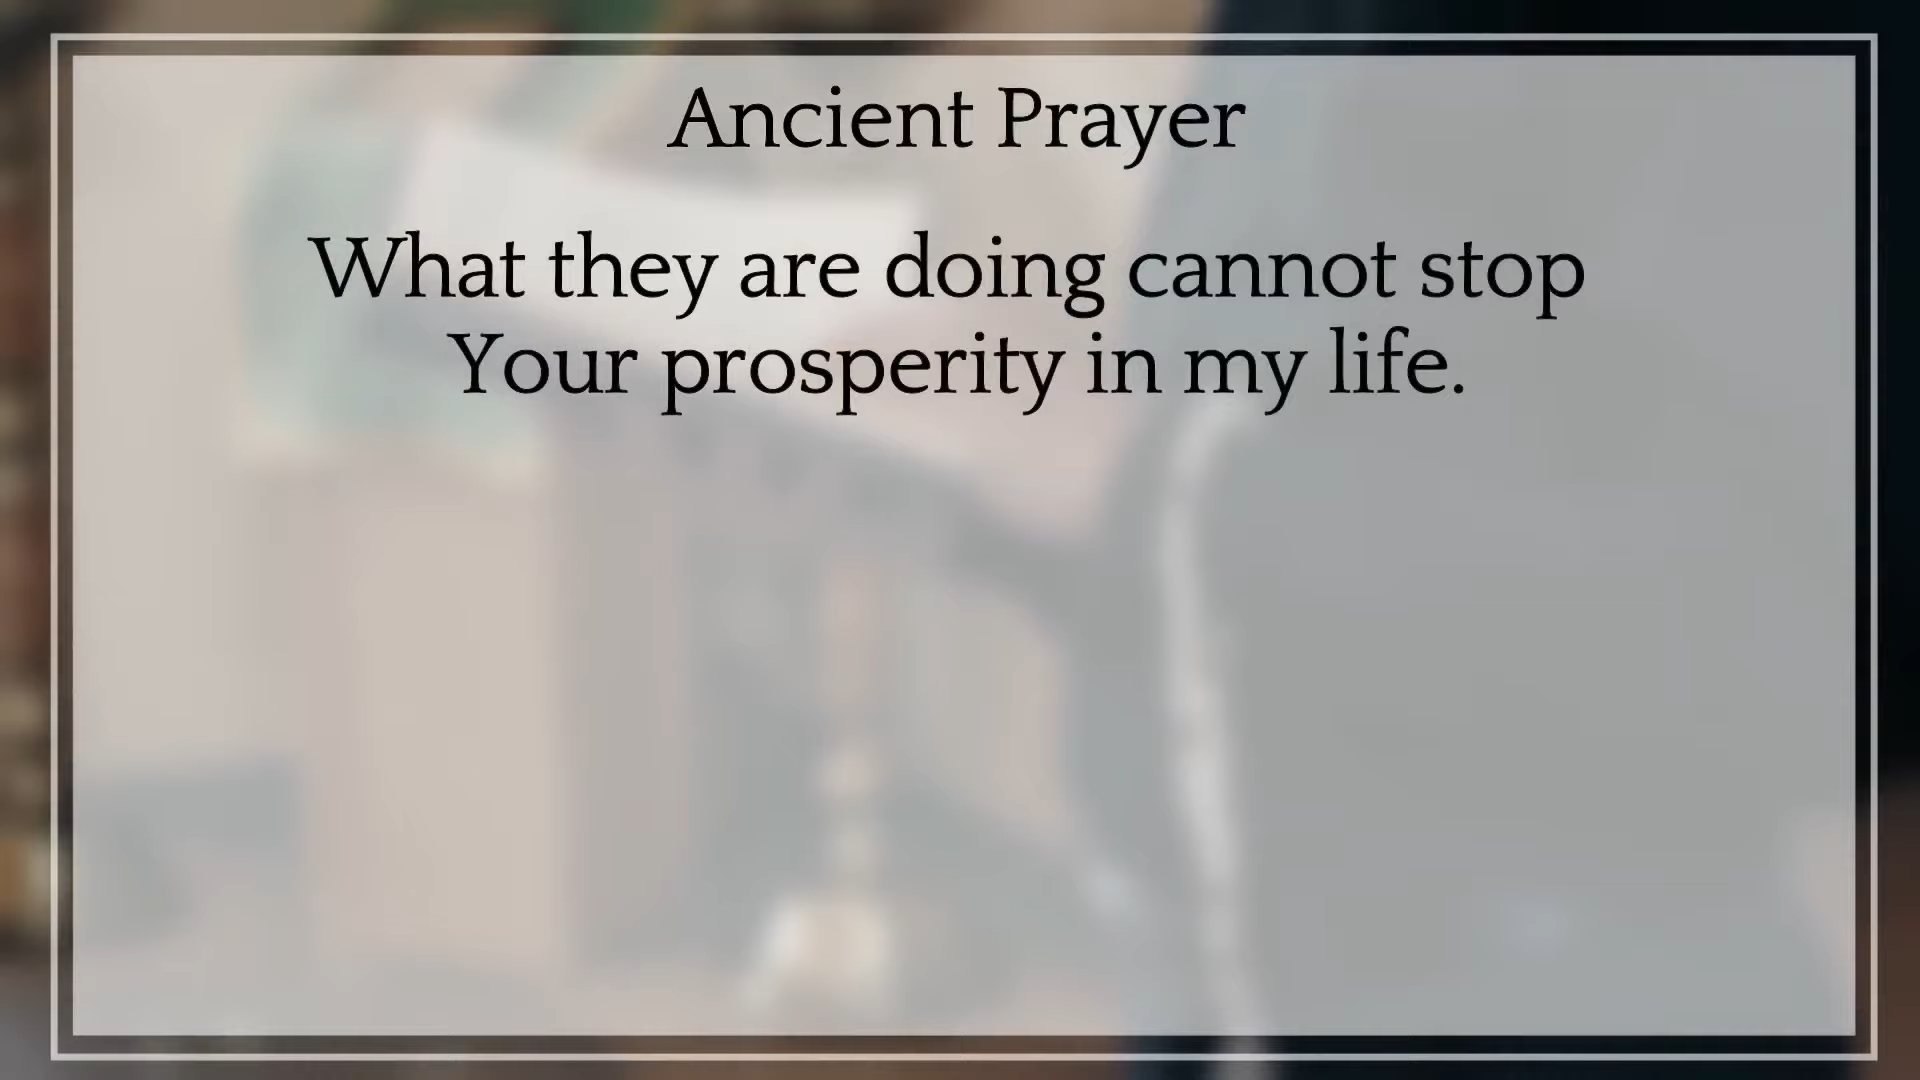 Ancient Prayer
What they are doing cannot stop
Your prosperity in my life.